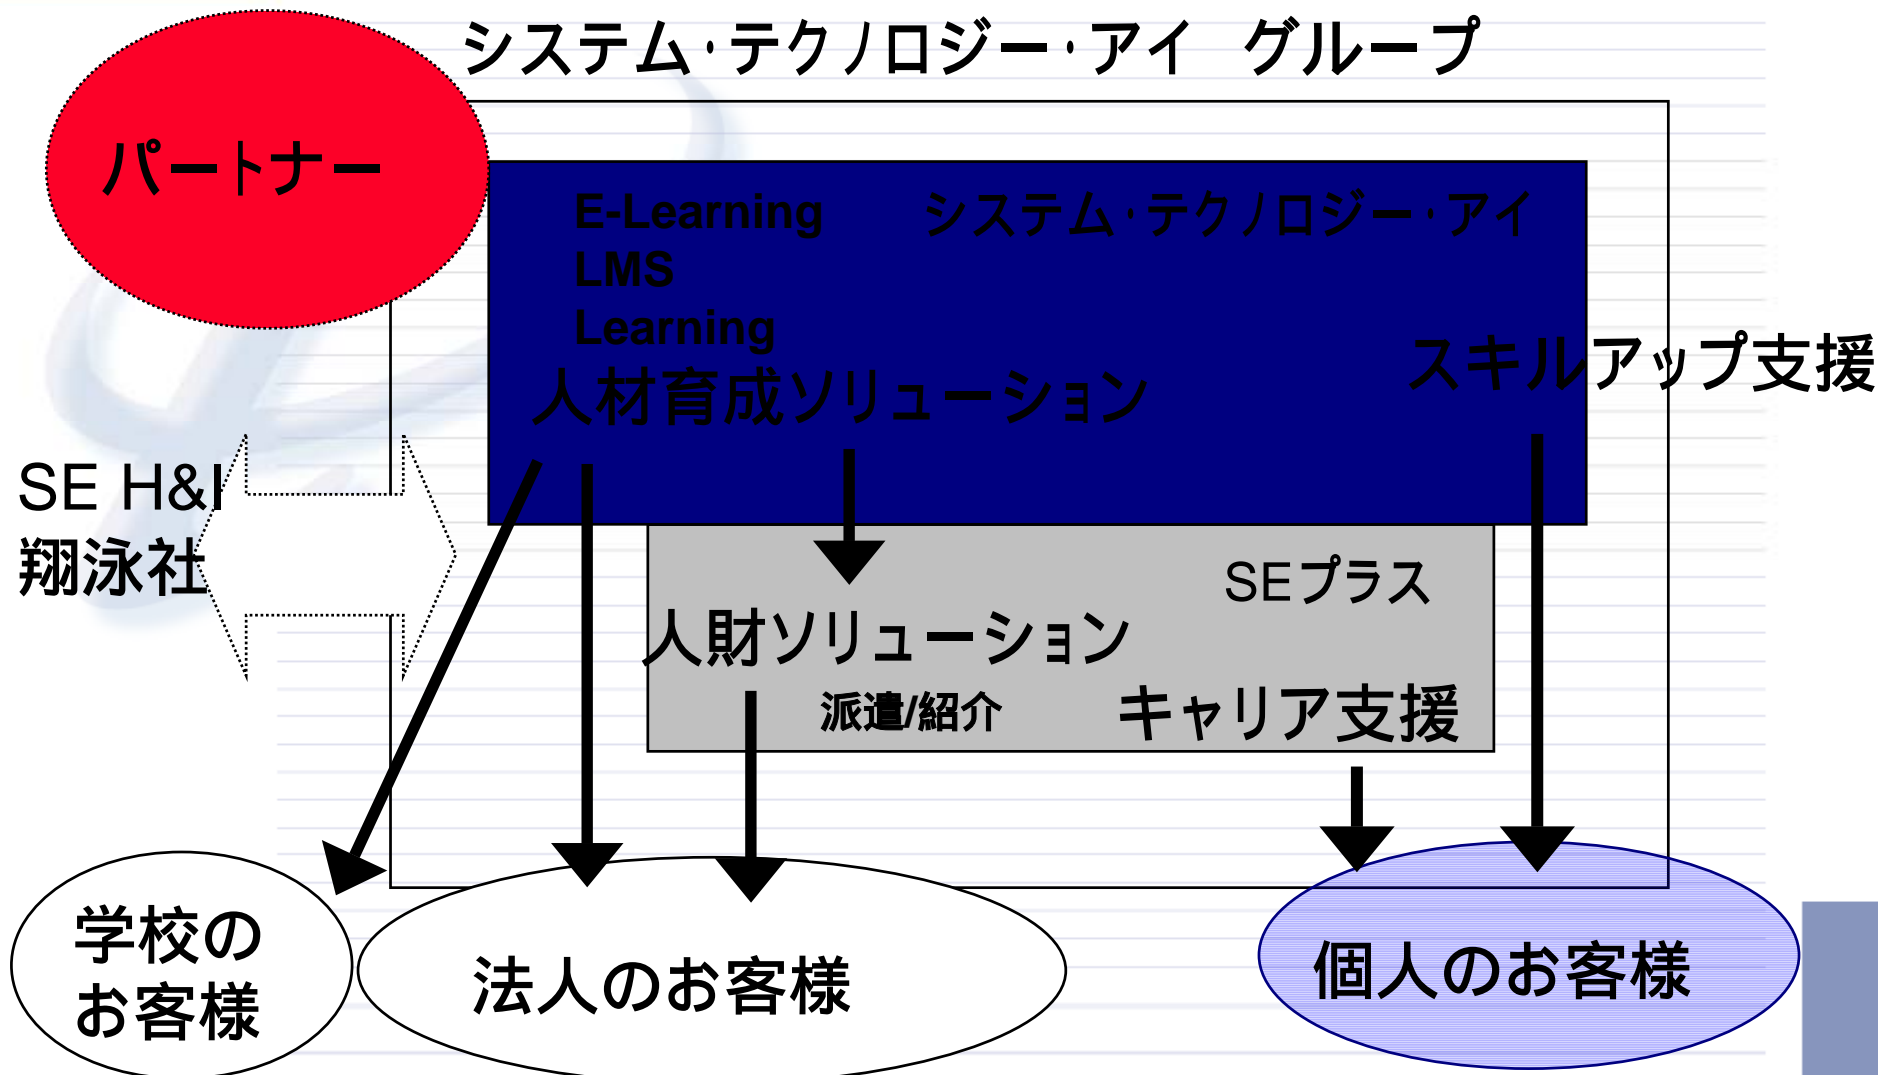 システム・テクノロジー・アイ グループ
パートナー
E-Learning
システム・テクノロジー・アイ
LMS
Learning
人材育成ソリューション
スキルアップ支援
SE H&I
翔泳社
SEプラス
人財ソリューション
派遣/紹介
キャリア支援
学校の
お客様
法人のお客様
個人のお客様